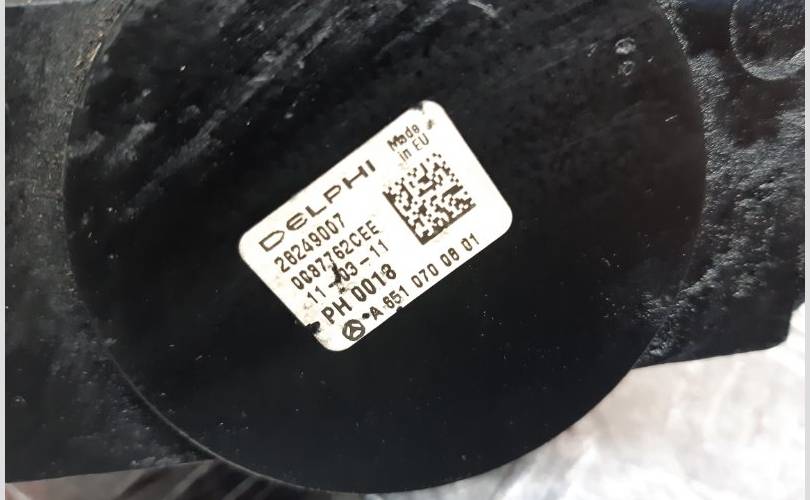 DELPHI
Made
in EU
28249007
0087762CEE
11-03-11
PH 0018
A 651 070 08 01